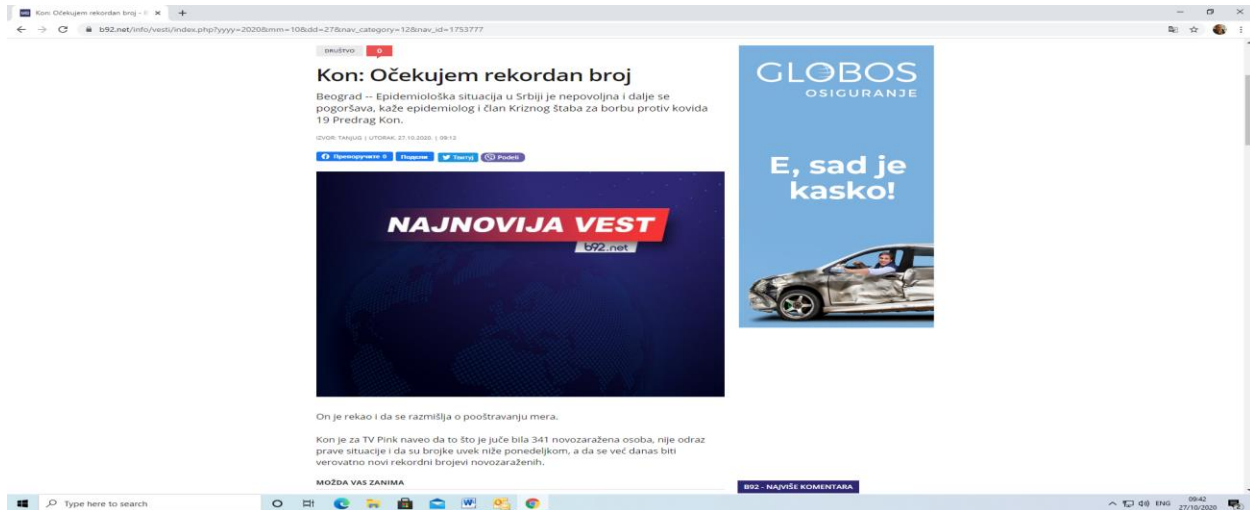 Kon: Očekujem rekordan broj - 
b92.net/info/vesti/index.php?yyyy=2020&mm=10&dd=27&nav_category=12&nav_id=1753777
DRUŠTVO 0
Kon: Očekujem rekordan broj
Beograd -- Epidemiološka situacija u Srbiji je nepovoljna i dalje se
pogoršava, kaže epidemiolog i član Kriznog štaba za borbu protiv kovida
19 Predrag Kon.
IZVOR: TANJUG | UTORAK, 27.10.2020. | 09:12
Препоручите 0 Подели Твитуј Podeli
NAJNOVIJA VEST
b92.net
On je rekao i da se razmišlja o pooštravanju mera.
Kon je za TV Pink naveo da to što je juče bila 341 novozaražena osoba, nije odraz
prave situacije i da su brojke uvek niže ponedeljkom, a da se već danas biti
verovatno novi rekordni brojevi novozaraženih.
MOŽDA VAS ZANIMA
GLOBOS
OSIGURANJE
E, sad je
kasko!
B92 - NAJVIŠE KOMENTARA
Type here to search
ENG
09:42
27/10/2020